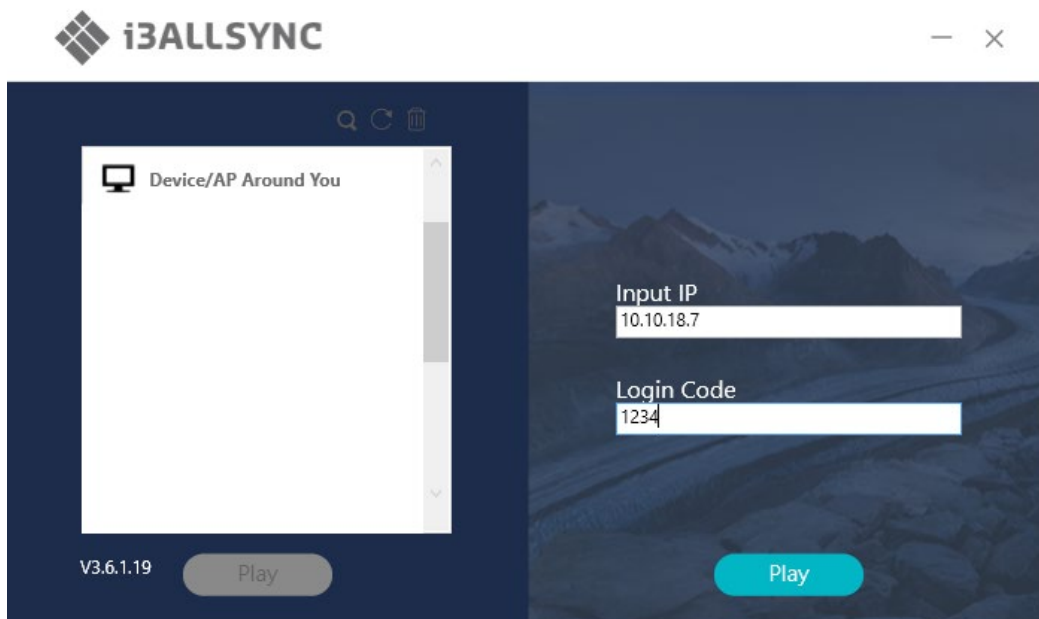 i3ALLSYNC
Device/AP Around You
V3.6.1.19
Play
Input IP
10.10.18.7
Login Code
1234
Play